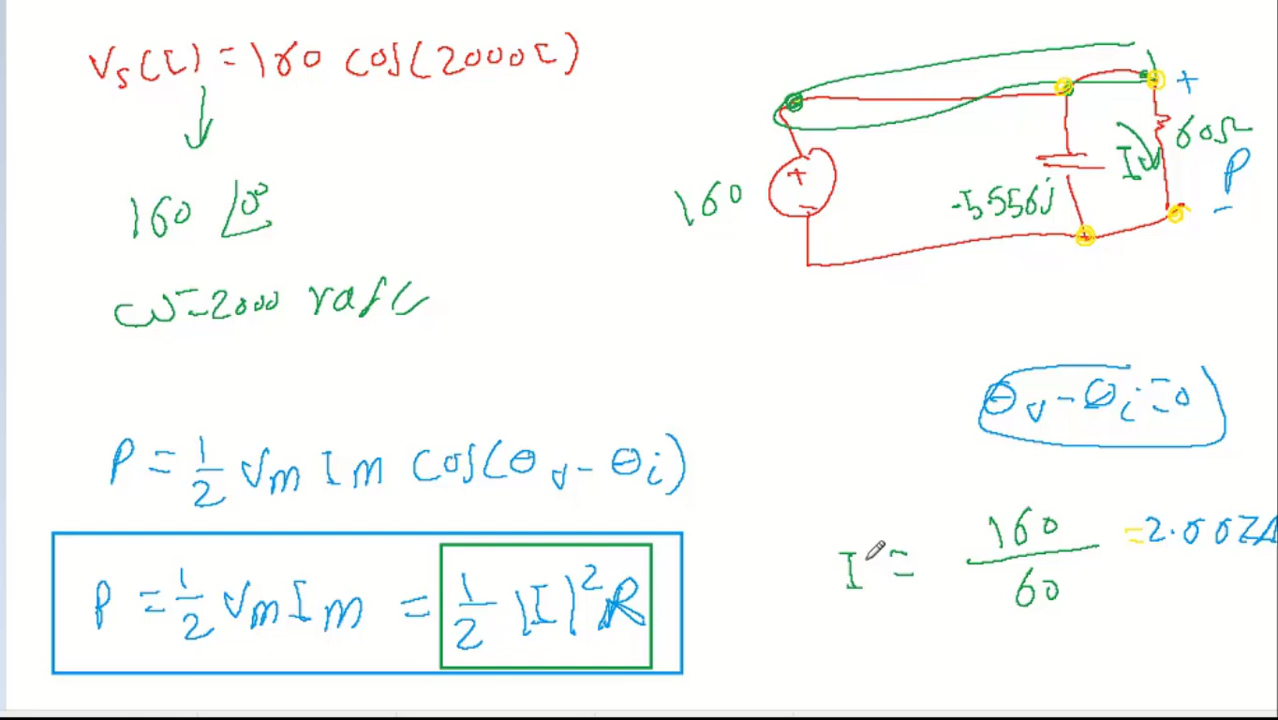 Vs(t) = 160 cos(2000t)
160 ∠0°
ω = 2000 rad/s
P = 1/2 Vm Im cos(θv - θi)
P = 1/2 Vm Im = 1/2 |I|² R
160
+
-
-5.556j
I
60Ω
+
P
-
θv - θi = 0
I = 160/60 = 2.667A